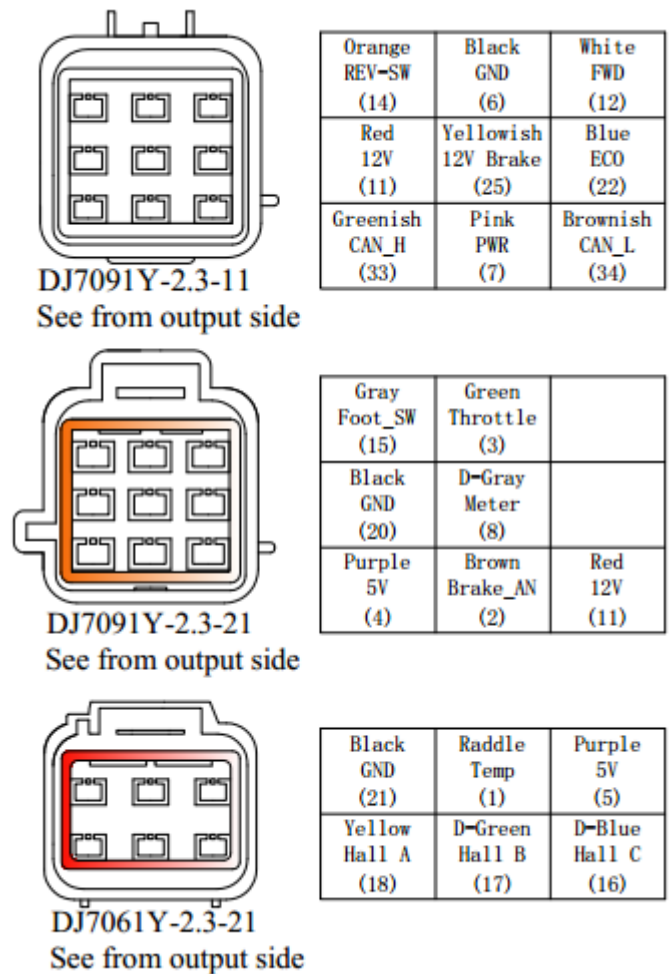 Orange Black White
REV-SW GND FWD
(14) (6) (12)
Red Yellowish Blue
12V 12V Brake ECO
(11) (25) (22)
Greenish Pink Brownish
CAN_H PWR CAN_L
(33) (7) (34)
DJ7091Y-2.3-11
See from output side
Gray Green
Foot_SW Throttle
(15) (3)
Black D-Gray
GND Meter
(20) (8)
Purple Brown Red
5V Brake_AN 12V
(4) (2) (11)
DJ7091Y-2.3-21
See from output side
Black Raddle Purple
GND Temp 5V
(21) (1) (5)
Yellow D-Green D-Blue
Hall A Hall B Hall C
(18) (17) (16)
DJ7061Y-2.3-21
See from output side